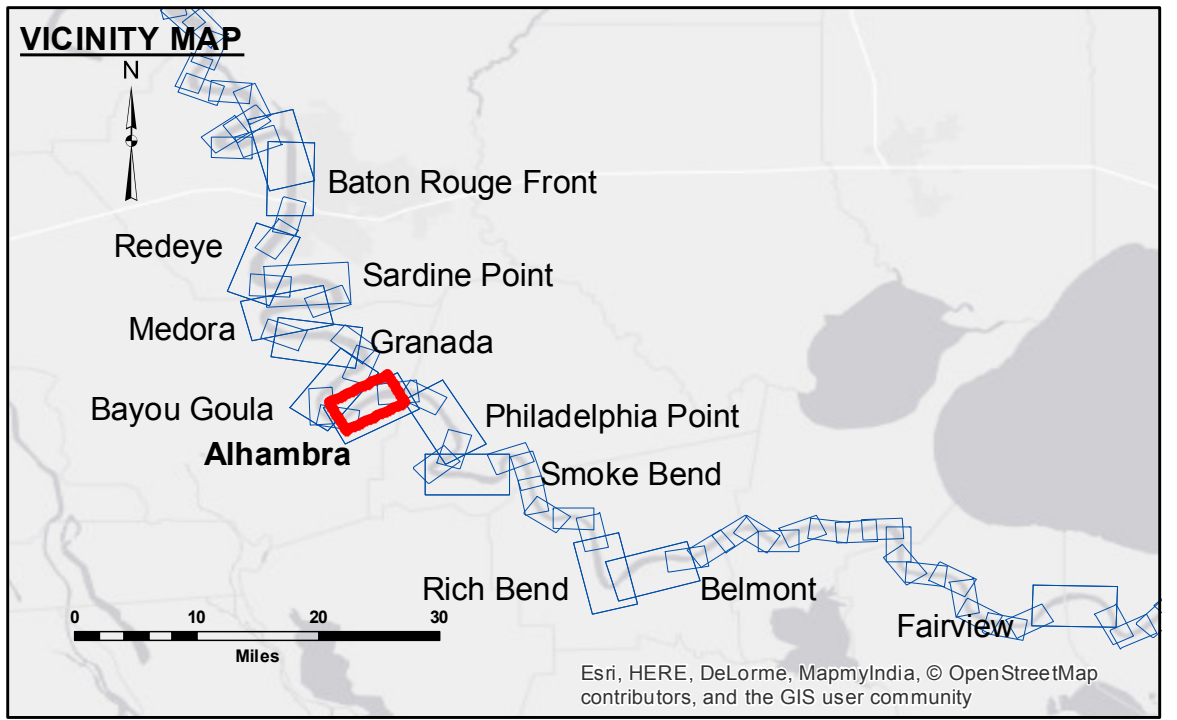 VICINITY MAP
N
Baton Rouge Front
Redeye
Sardine Point
Medora
Granada
Bayou Goula
Philadelphia Point
Alhambra
Smoke Bend
Rich Bend
Belmont
Fairview
0 10 20 30
Miles
Esri, HERE, DeLorme, MapmyIndia, © OpenStreetMap
contributors, and the GIS user community